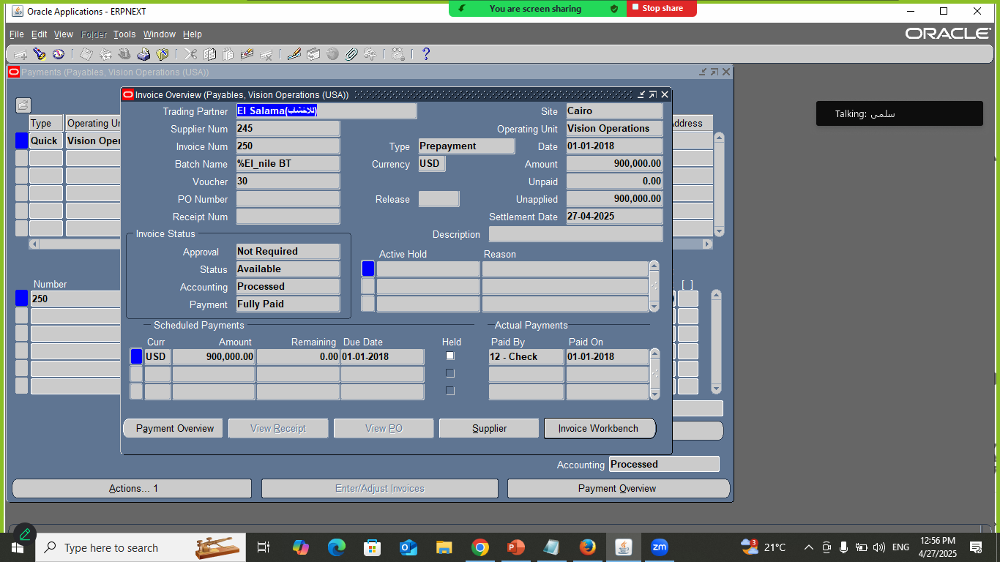 Oracle Applications - ERPNEXT
You are screen sharing
Stop share
File Edit View Folder Tools Window Help
ORACLE
Payments (Payables, Vision Operations (USA))
Invoice Overview (Payables, Vision Operations (USA))
Talking: سلمى
Trading Partner El Salama(للاخشاب) Site Cairo
Type Operating U Address
Supplier Num 245 Operating Unit Vision Operations
Quick Vision Oper
Invoice Num 250 Type Prepayment Date 01-01-2018
Batch Name %El_nile BT Currency USD Amount 900,000.00
Voucher 30 Unpaid 0.00
PO Number Release Unapplied 900,000.00
Receipt Num Settlement Date 27-04-2025
Invoice Status Description
Approval Not Required Active Hold Reason
Status Available
Number Accounting Processed [ ]
250 Payment Fully Paid
Scheduled Payments Actual Payments
Curr Amount Remaining Due Date Held Paid By Paid On
USD 900,000.00 0.00 01-01-2018 12 - Check 01-01-2018
Payment Overview View Receipt View PO Supplier Invoice Workbench
Accounting Processed
Actions... 1 Enter/Adjust Invoices Payment Overview
Type here to search
zm
3
21°C
ENG
12:56 PM
4/27/2025